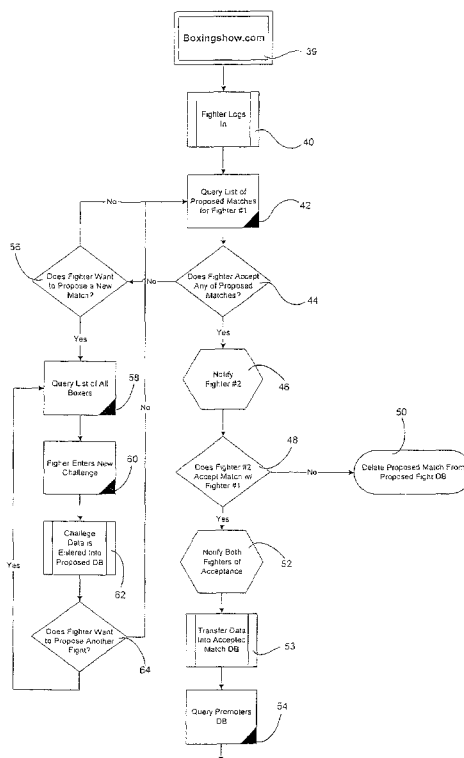 Boxingshow.com
39
Fighter Logs
In
40
Query List of
Proposed Matches
for Fighter #1
42
No
56
Does Fighter Want
to Propose a New
Match?
No
Does Fighter Accept
Any of Proposed
Matches?
44
Yes
Yes
Query List of All
Boxers
58
Notify
Fighter #2
46
No
Figher Enters New
Challenge
60
Does Fighter #2
Accept Match w/
Fighter #1
48
No
50
Delete Proposed Match From
Proposed Fight DB
Yes
Challege
Data is
Entered Into
Proposed DB
62
Yes
Notify Both
Fighters of
Acceptance
52
Does Fighter Want
to Propose Another
Fight?
64
Transfer Data
Into Accepted
Match DB
53
Query Promoters
DB
54